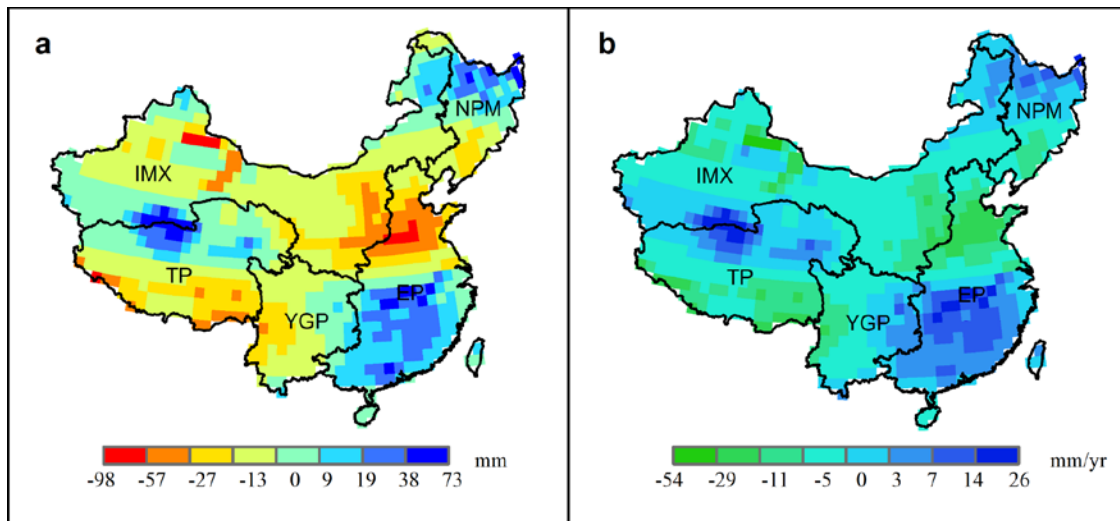 a
NPM
IMX
TP
EP
YGP
-98 -57 -27 -13 0 9 19 38 73 mm
b
NPM
IMX
TP
EP
YGP
-54 -29 -11 -5 0 3 7 14 26 mm/yr